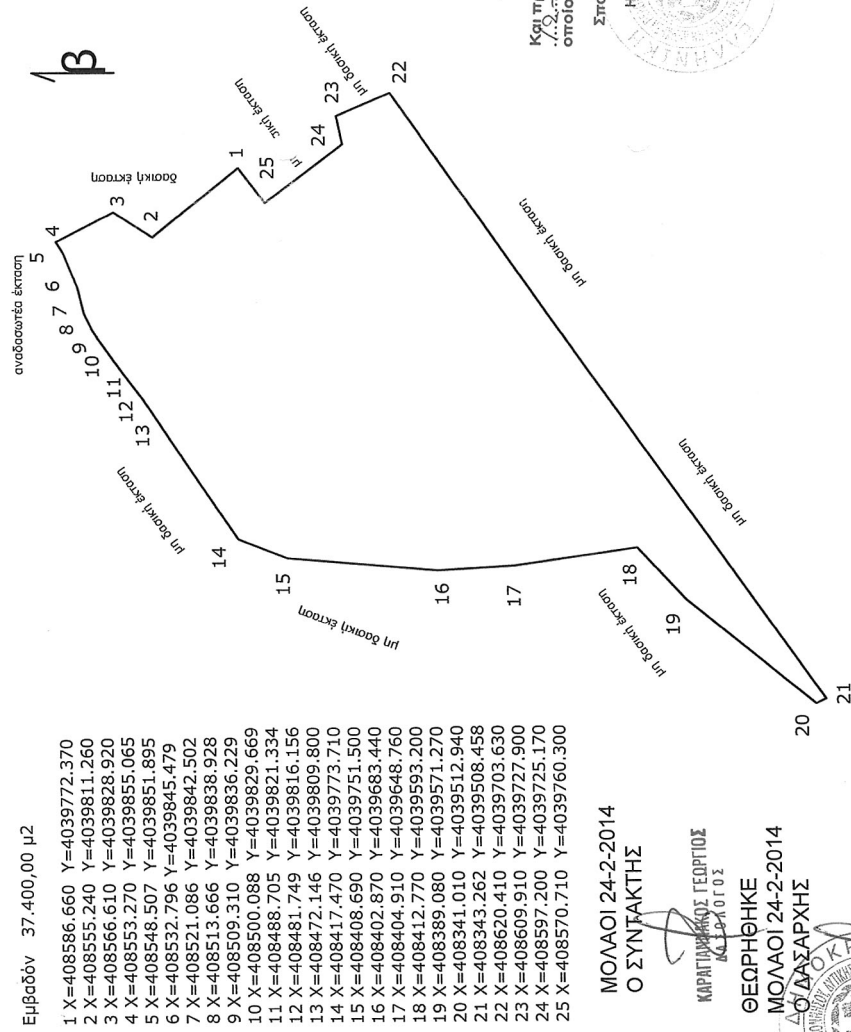 Εμβαδόν 37.400,00 μ2
1 X=408586.660 Y=4039772.370
2 X=408555.240 Y=4039811.260
3 X=408566.610 Y=4039828.920
4 X=408553.270 Y=4039855.065
5 X=408548.507 Y=4039851.895
6 X=408532.796 Y=4039845.479
7 X=408521.086 Y=4039842.502
8 X=408513.666 Y=4039838.928
9 X=408509.310 Y=4039836.229
10 X=408500.088 Y=4039829.669
11 X=408488.705 Y=4039821.334
12 X=408481.749 Y=4039816.156
13 X=408472.146 Y=4039809.800
14 X=408417.470 Y=4039773.710
15 X=408408.690 Y=4039751.500
16 X=408402.870 Y=4039683.440
17 X=408404.910 Y=4039648.760
18 X=408412.770 Y=4039593.200
19 X=408389.080 Y=4039571.270
20 X=408341.010 Y=4039512.940
21 X=408343.262 Y=4039508.458
22 X=408620.410 Y=4039703.630
23 X=408609.910 Y=4039727.900
24 X=408597.200 Y=4039725.170
25 X=408570.710 Y=4039760.300
ΜΟΛΑΟΙ 24-2-2014
Ο ΣΥΝΤΑΚΤΗΣ
ΓΕΩΡΓΙΟΣ
ΔΑΣΟΛΟΓΟΣ
ΘΕΩΡΗΘΗΚΕ
ΜΟΛΑΟΙ 24-2-2014
Ο ΔΑΣΑΡΧΗΣ
αναδασωτέα έκταση
β
5
4
3
2
1
6
7
8
9
10
11
12
13
14
15
16
17
18
19
20
21
22
23
24
25
δασική έκταση
μη δασική έκταση
μη δασική έκταση
μη δασική έκταση
μη δασική έκταση
μη δασική έκταση
μη δασική έκταση
μη έκταση
Και
ΕΛΛΗΝΙΚΗ